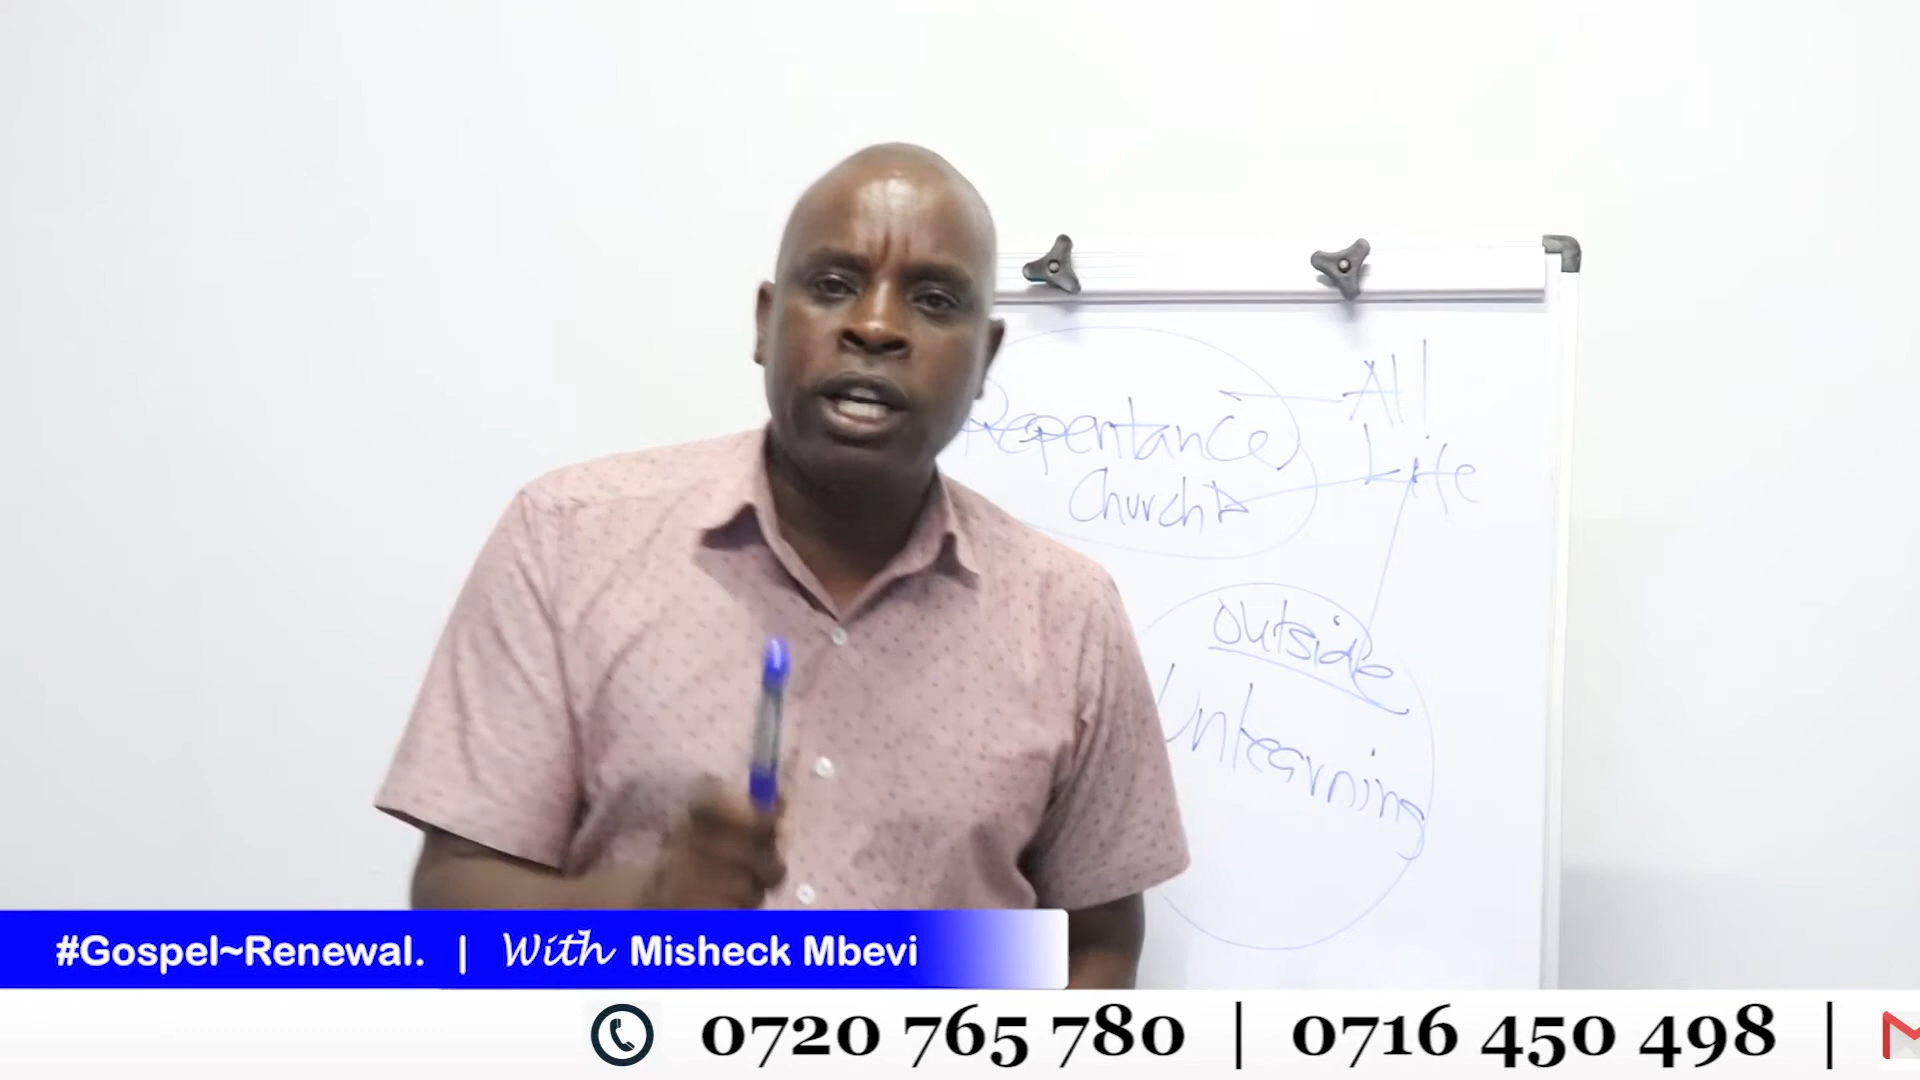 Repentance
Church
All
Life
Outside
Unlearning
#Gospel~Renewal. | With Misheck Mbevi
0720 765 780 | 0716 450 498 |